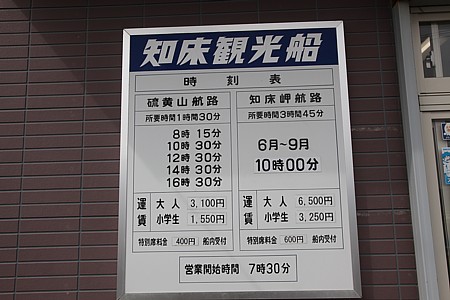 知床観光船
時刻表
硫黄山航路
所要時間1時間30分
8時 15分
10時 30分
12時 30分
14時 30分
16時 30分
運賃 大人 3,100円
小学生 1,550円
特別席料金 400円 船内受付
知床岬航路
所要時間3時間45分
6月～9月
10時00分
運賃 大人 6,500円
小学生 3,250円
特別席料金 600円 船内受付
営業開始時間 7時30分